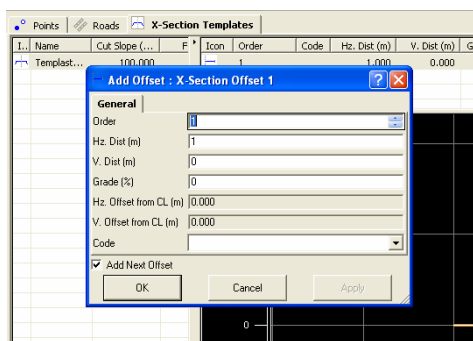 Points Roads X-Section Templates
I.. Name Cut Slope (... F Icon Order Code Hz. Dist (m) V. Dist (m) G
Templast... 100.000 1 1.000 0.000
Add Offset : X-Section Offset 1
General
Order 1
Hz. Dist (m) 1
V. Dist (m) 0
Grade (%) 0
Hz. Offset from CL (m) 0.000
V. Offset from CL (m) 0.000
Code
Add Next Offset
OK Cancel Apply
0